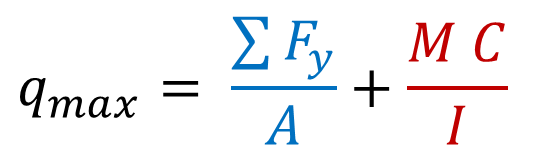 q_max = ∑ F_y / A + M C / I